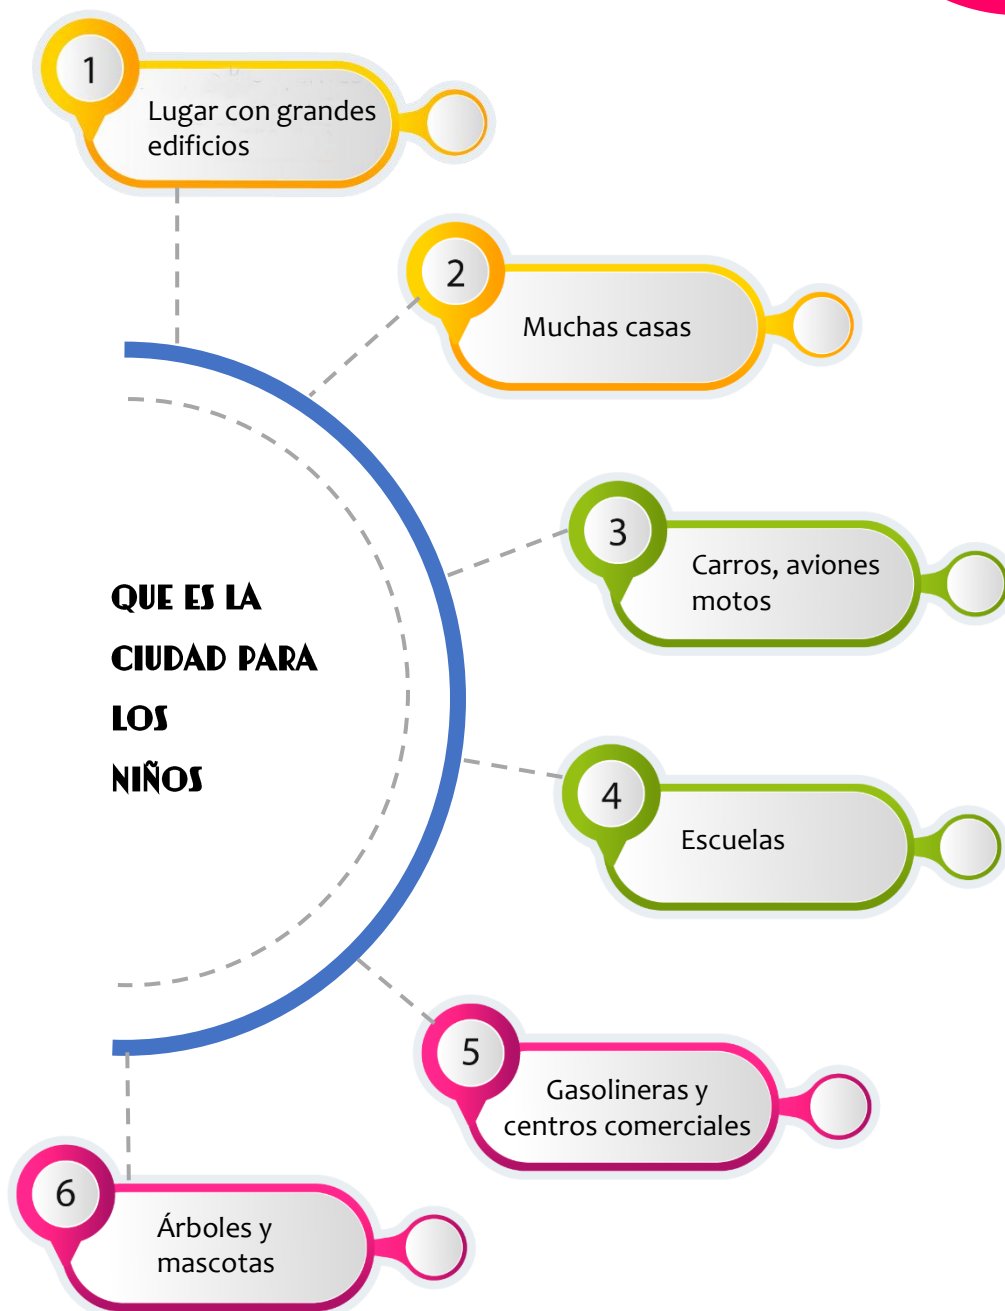 1
Lugar con grandes
edificios
2
Muchas casas
3
Carros, aviones
motos
QUE ES LA
CIUDAD PARA
LOS
NIÑOS
4
Escuelas
5
Gasolineras y
centros comerciales
6
Árboles y
mascotas